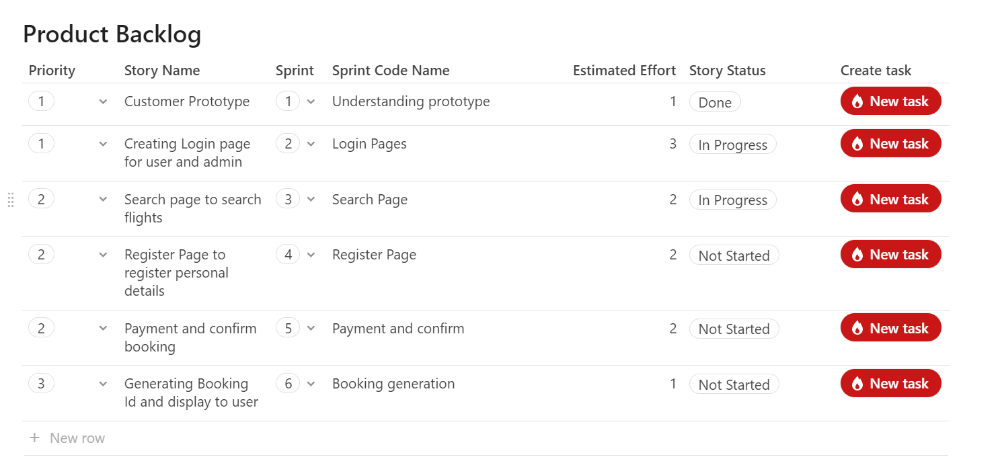 Product Backlog
Priority Story Name Sprint Sprint Code Name Estimated Effort Story Status Create task
1 Customer Prototype 1 Understanding prototype 1 Done New task
1 Creating Login page 2 Login Pages 3 In Progress New task
for user and admin
2 Search page to search 3 Search Page 2 In Progress New task
flights
2 Register Page to 4 Register Page 2 Not Started New task
register personal
details
2 Payment and confirm 5 Payment and confirm 2 Not Started New task
booking
3 Generating Booking 6 Booking generation 1 Not Started New task
Id and display to user
+ New row